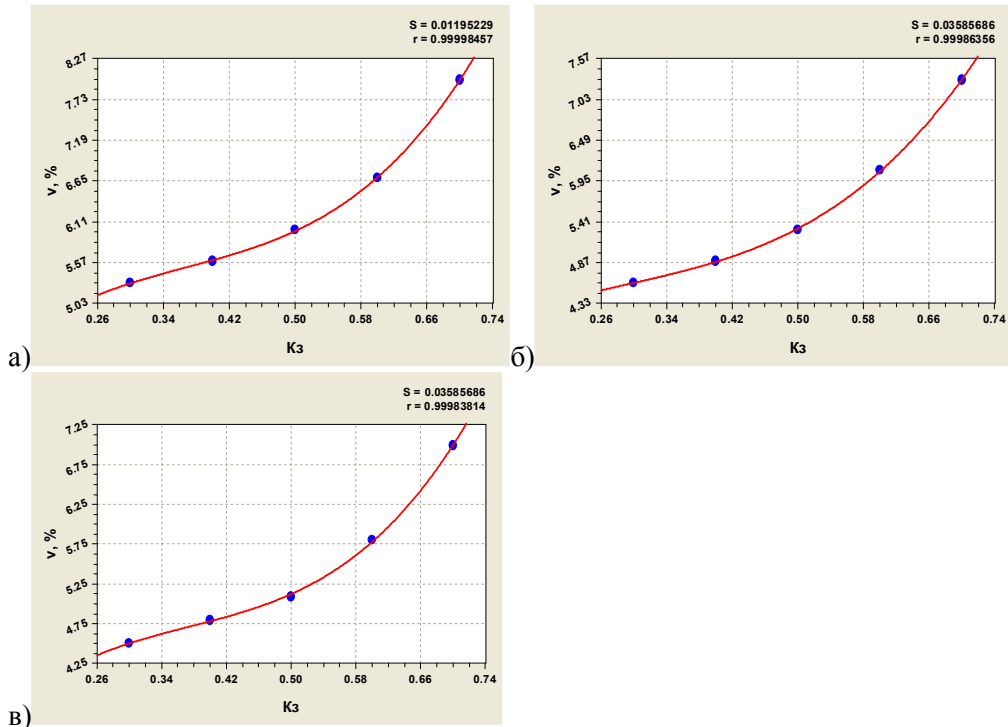 S = 0.01195229
r = 0.99998457
8.27
7.73
7.19
6.65
6.11
5.57
5.03
v, %
0.26 0.34 0.42 0.50 0.58 0.66 0.74
Кз
а)
S = 0.03585686
r = 0.99986356
7.57
7.03
6.49
5.95
5.41
4.87
4.33
v, %
0.26 0.34 0.42 0.50 0.58 0.66 0.74
Кз
б)
S = 0.03585686
r = 0.99983814
7.25
6.75
6.25
5.75
5.25
4.75
4.25
v, %
0.26 0.34 0.42 0.50 0.58 0.66 0.74
Кз
в)